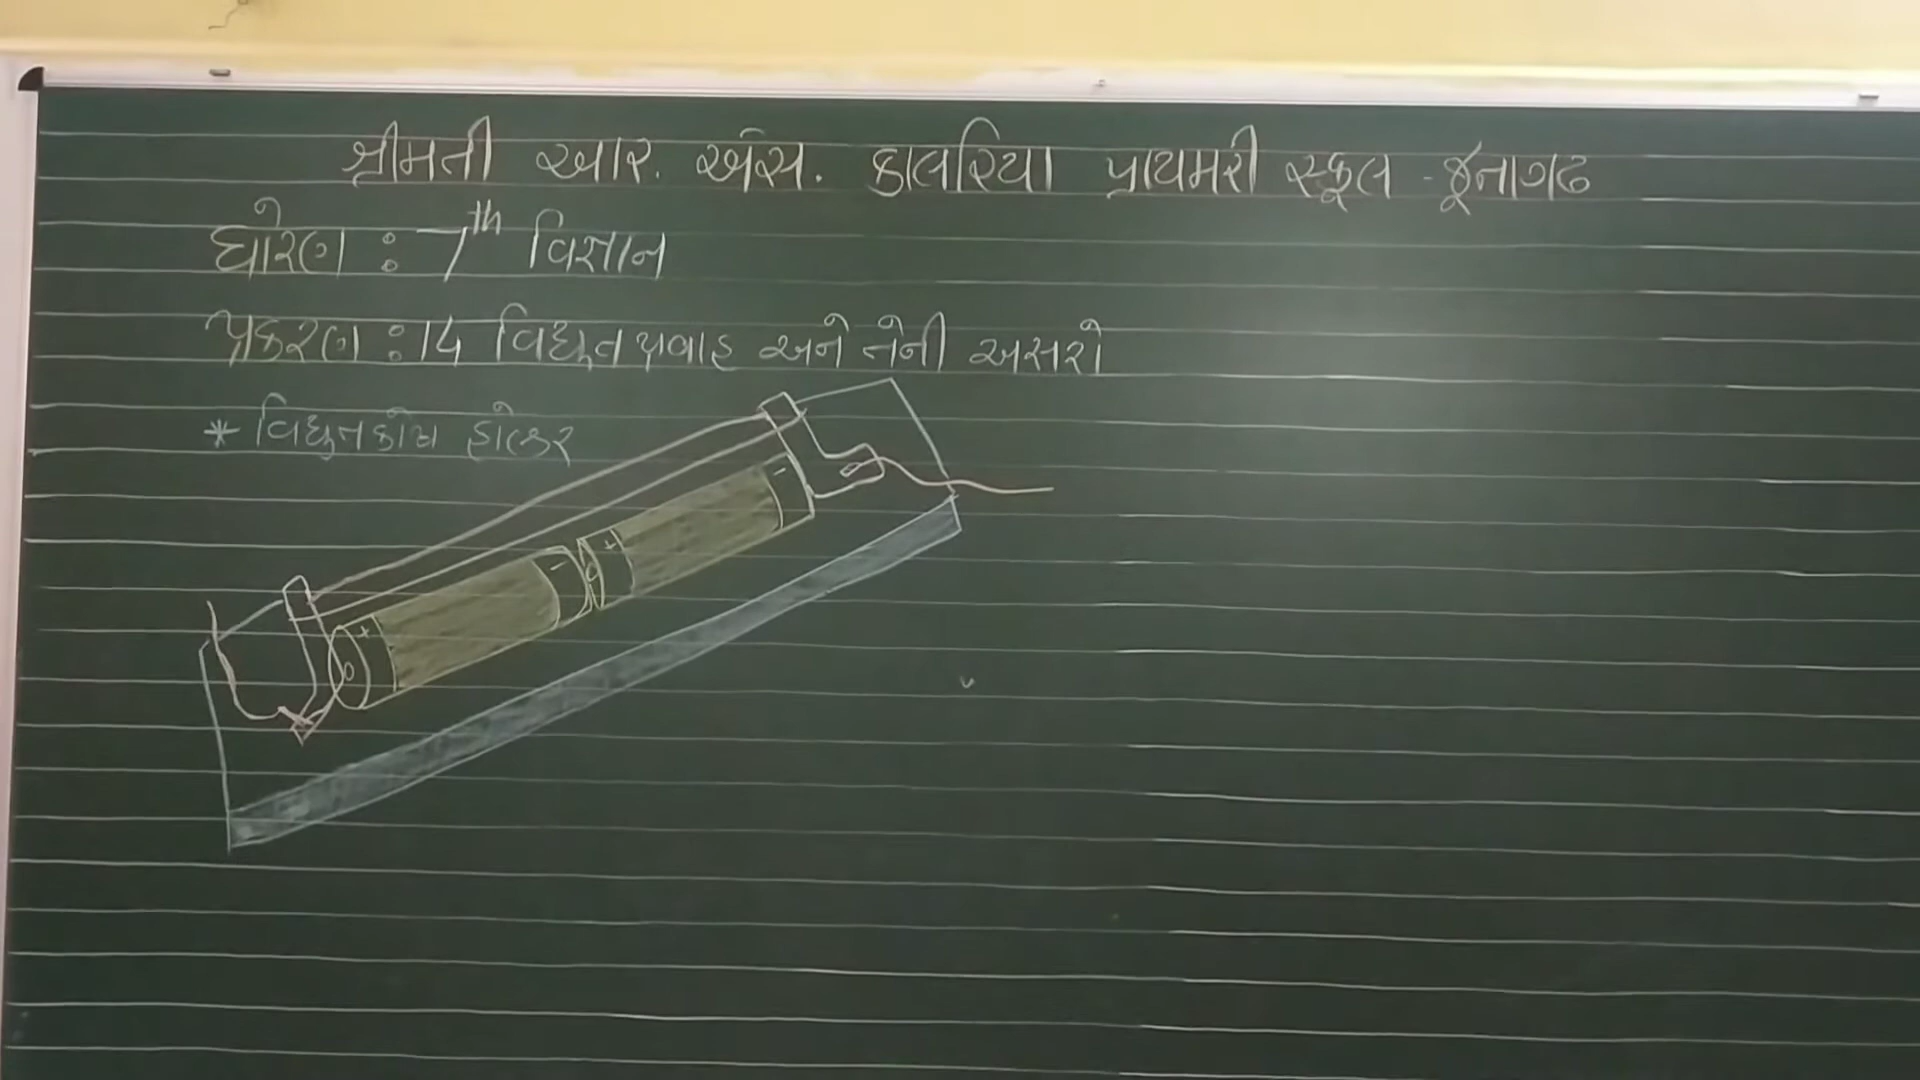 શ્રીમતી આર. એસ. કાલરિયા પ્રાથમરી સ્કૂલ - જૂનાગઢ
ધોરણ : 7th વિજ્ઞાન
પ્રકરણ : 14 વિદ્યુતપ્રવાહ અને તેની અસરો
* વિદ્યુતકોષ હોલ્ડર
-
+
-
+